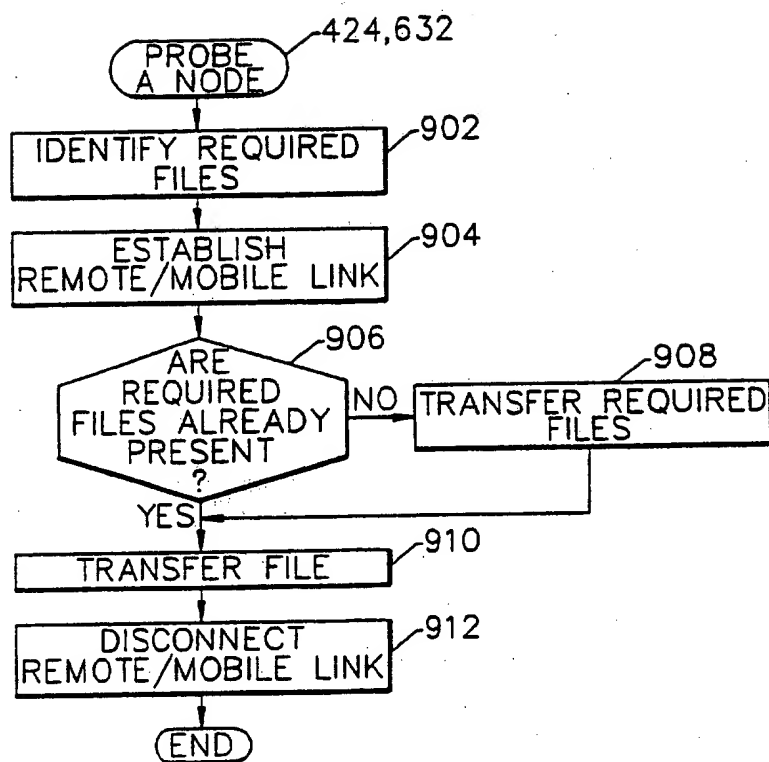 PROBE
A NODE
424,632
IDENTIFY REQUIRED
FILES
902
ESTABLISH
REMOTE/MOBILE LINK
904
ARE
REQUIRED
FILES ALREADY
PRESENT
?
906
NO
TRANSFER REQUIRED
FILES
908
YES
TRANSFER FILE
910
DISCONNECT
REMOTE/MOBILE LINK
912
END